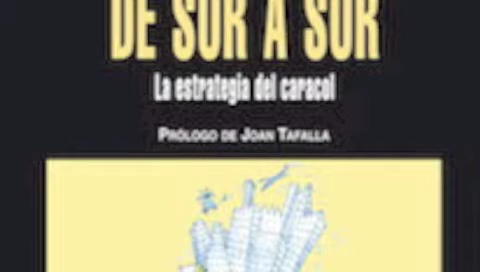 DE SUR A SUR
La estrategia del caracol
PRÓLOGO DE JOAN TAFALLA